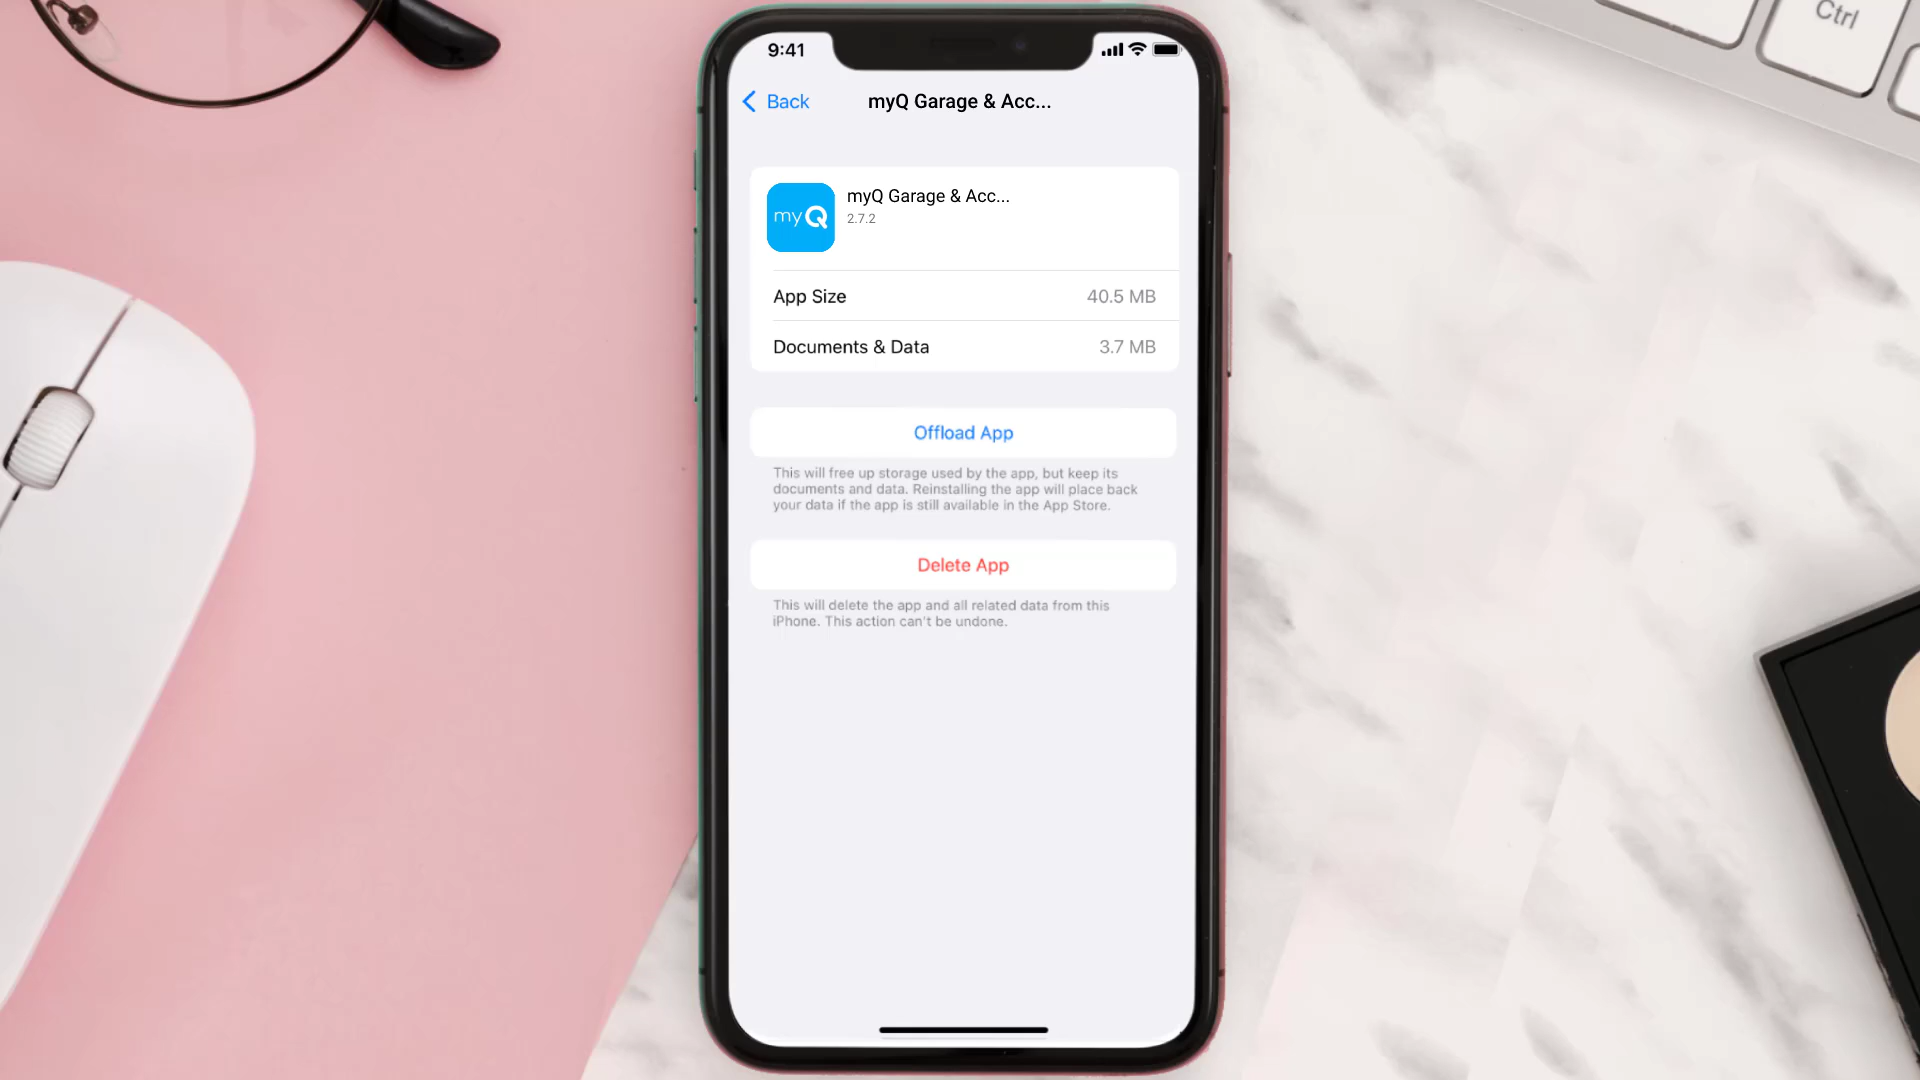 9:41
Back
myQ Garage & Acc...
myQ
myQ Garage & Acc...
2.7.2
App Size 40.5 MB
Documents & Data 3.7 MB
Offload App
This will free up storage used by the app, but keep its
documents and data. Reinstalling the app will place back
your data if the app is still available in the App Store.
Delete App
This will delete the app and all related data from this
iPhone. This action can't be undone.
Ctrl